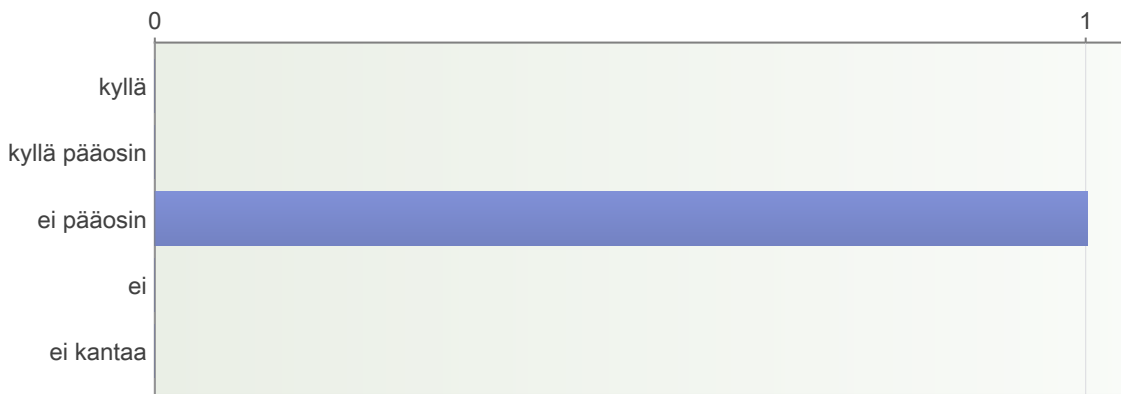 0 1
kyllä
kyllä pääosin
ei pääosin
ei
ei kantaa